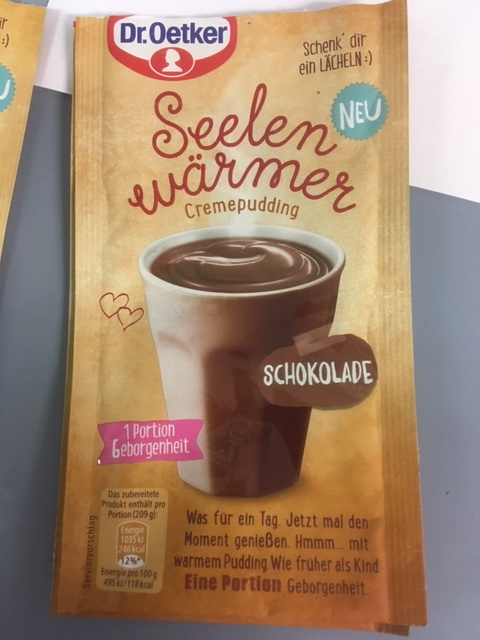 Dr. Oetker
Schenk' dir
ein LÄCHELN :)
NEU
Seelen
wärmer
Cremepudding
SCHOKOLADE
1 Portion
Geborgenheit
Das zubereitete
Produkt enthält pro
Portion (209 g):
Energie
1035 kJ
246 kcal
12%*
Energie pro 100 g
495 kJ/118 kcal
Serviervorschlag
Was für ein Tag. Jetzt mal den
Moment genießen. Hmmm... mit
warmem Pudding. Wie früher als Kind.
Eine Portion Geborgenheit.